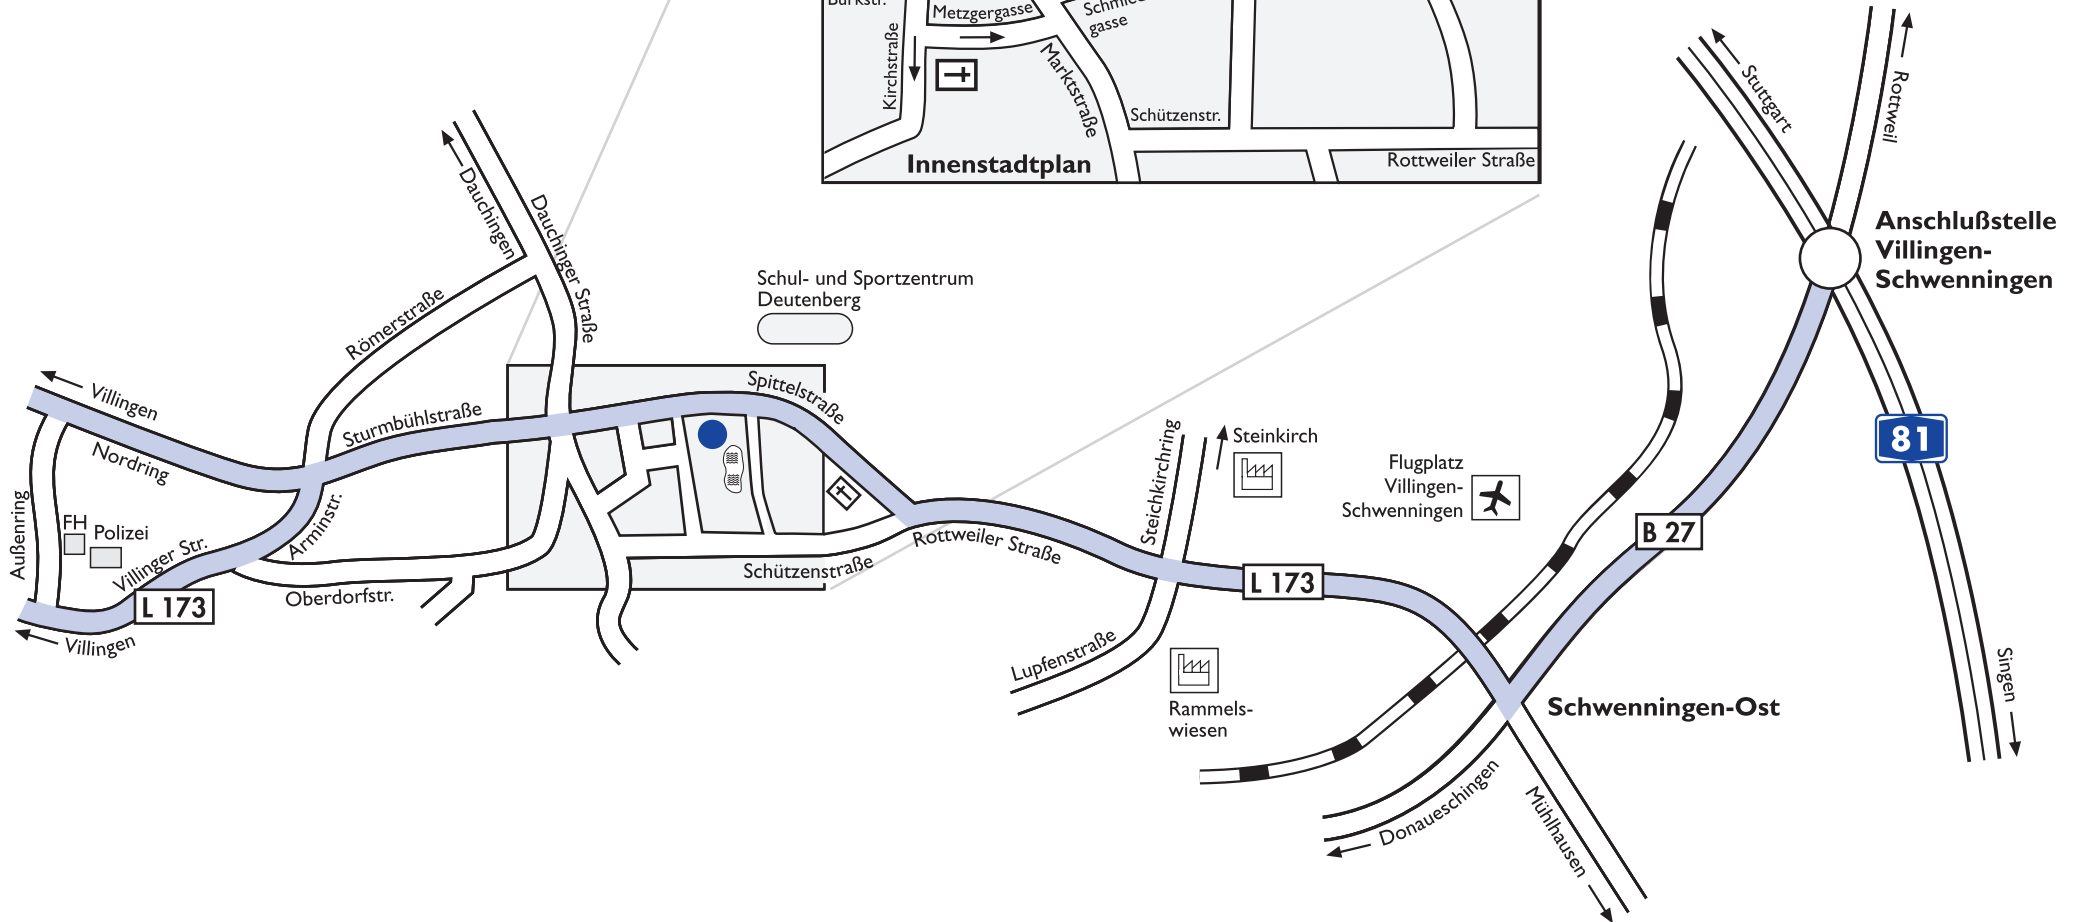 Metzgergasse
gasse
Kirchstraße
Marktstraße
Schützenstr.
Innenstadtplan
Rottweiler Straße
Stuttgart
Rottweil
Anschlußstelle
Villingen-
Schwenningen
Dauchingen
Dauchinger Straße
Schul- und Sportzentrum
Deutenberg
Römerstraße
Villingen
Nordring
Sturmbühlstraße
Spittelstraße
Steinkirch
Steichkirchring
Flugplatz
Villingen-
Schwenningen
81
Außenring
FH
Polizei
Arminstr.
Villinger Str.
L 173
Oberdorfstr.
Villingen
Schützenstraße
Rottweiler Straße
L 173
B 27
Lupfenstraße
Rammels-
wiesen
Schwenningen-Ost
Singen
Donaueschingen
Mühlhausen